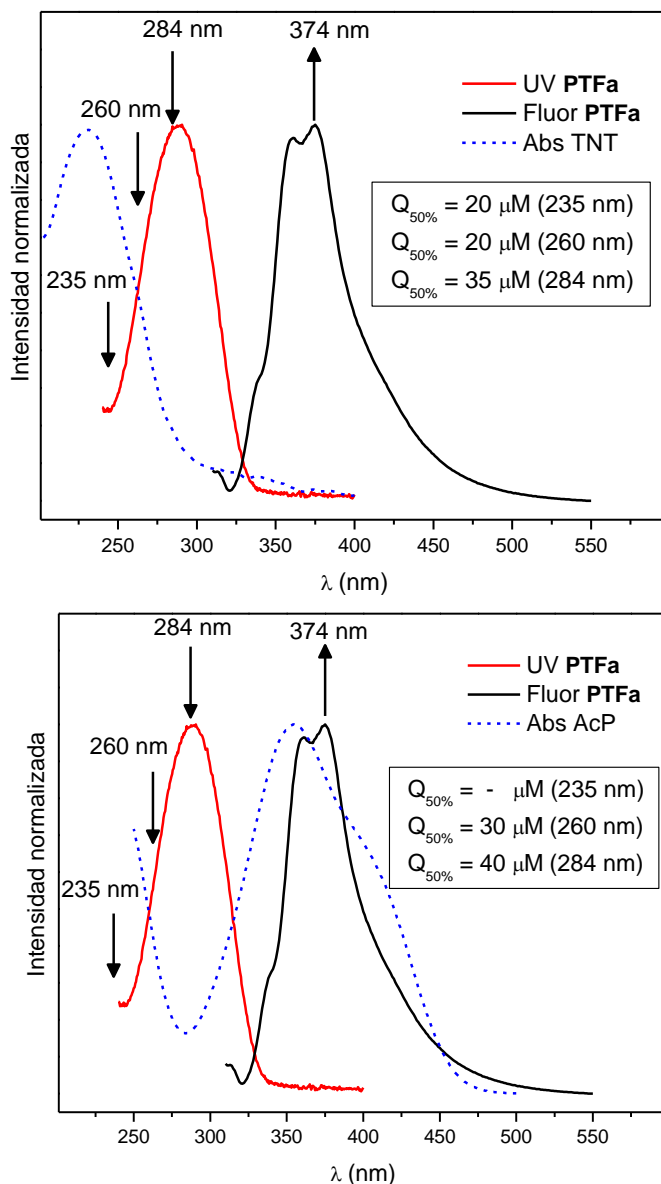 284 nm
374 nm
260 nm
235 nm
UV PTFa
Fluor PTFa
Abs TNT
Q50% = 20 μM (235 nm)
Q50% = 20 μM (260 nm)
Q50% = 35 μM (284 nm)
Intensidad normalizada
250 300 350 400 450 500 550
λ (nm)
284 nm
374 nm
260 nm
235 nm
UV PTFa
Fluor PTFa
Abs AcP
Q50% = - μM (235 nm)
Q50% = 30 μM (260 nm)
Q50% = 40 μM (284 nm)
Intensidad normalizada
250 300 350 400 450 500 550
λ (nm)